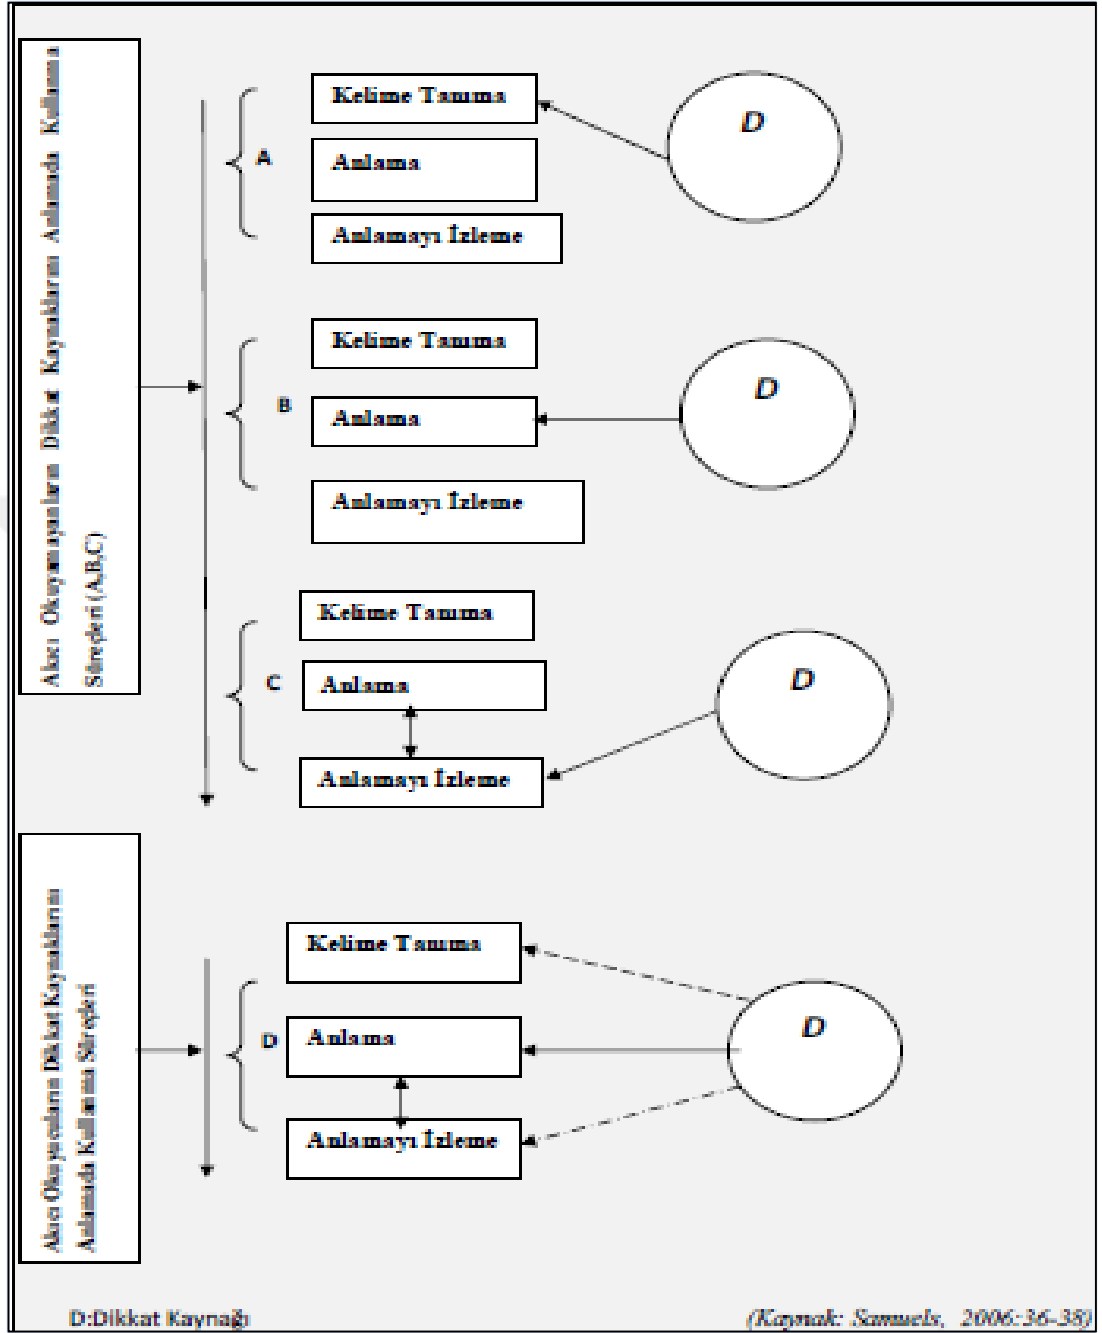 Akıcı Okuyamayanların Dikkat Kaynaklarını Anlamada Kullanma
Süreçleri (A,B,C)
A
Kelime Tanıma
Anlama
Anlamayı İzleme
D
B
Kelime Tanıma
Anlama
Anlamayı İzleme
D
C
Kelime Tanıma
Anlama
Anlamayı İzleme
D
Akıcı Okuyucuların Dikkat Kaynaklarını
Anlamada Kullanma Süreçleri
D
Kelime Tanıma
Anlama
Anlamayı İzleme
D
D:Dikkat Kaynağı
(Kaynak: Samuels, 2006:36-38)